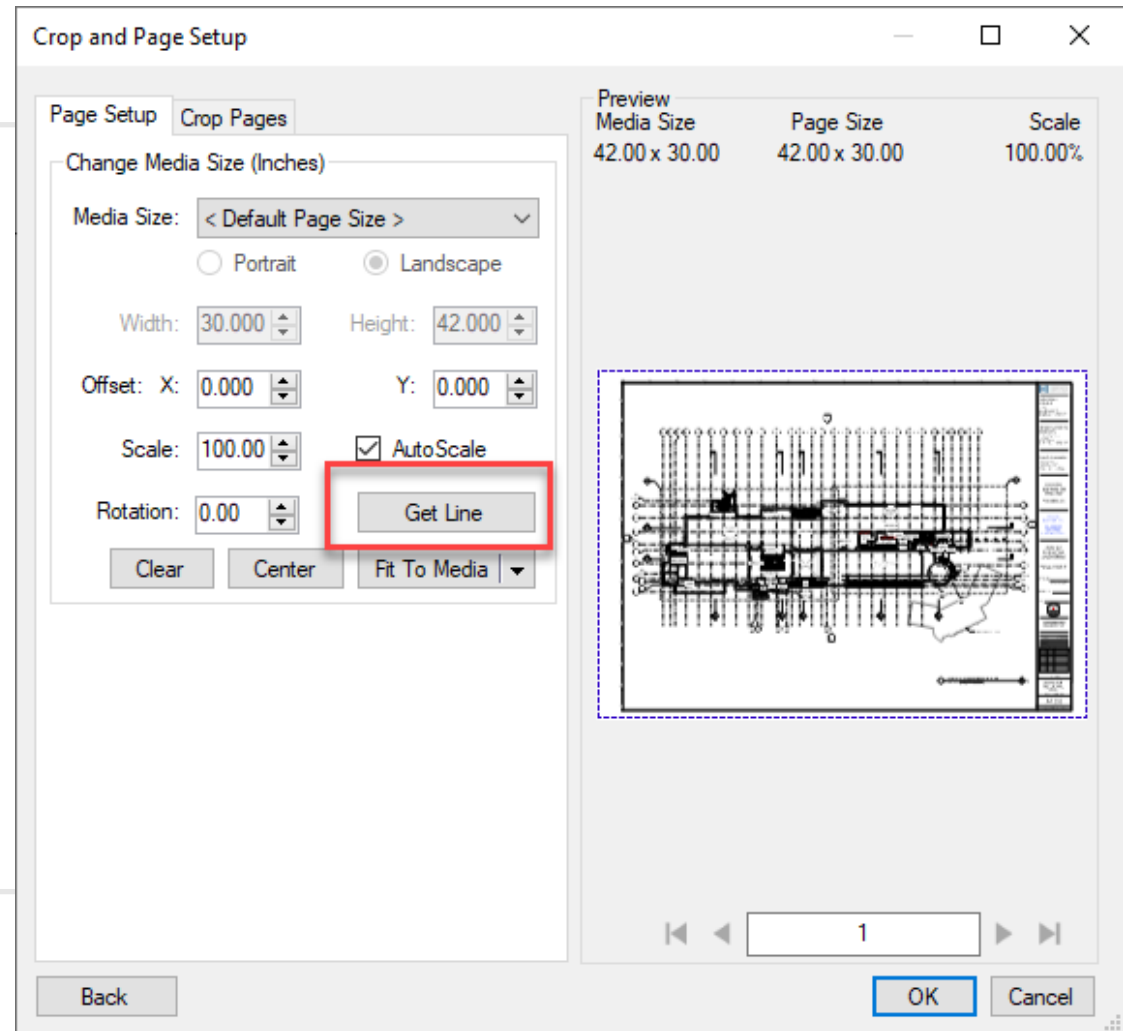 Crop and Page Setup
Page Setup Crop Pages
Change Media Size (Inches)
Media Size: < Default Page Size >
Portrait Landscape
Width: 30.000 Height: 42.000
Offset: X: 0.000 Y: 0.000
Scale: 100.00 AutoScale
Rotation: 0.00 Get Line
Clear Center Fit To Media
Preview
Media Size Page Size Scale
42.00 x 30.00 42.00 x 30.00 100.00%
1
Back OK Cancel